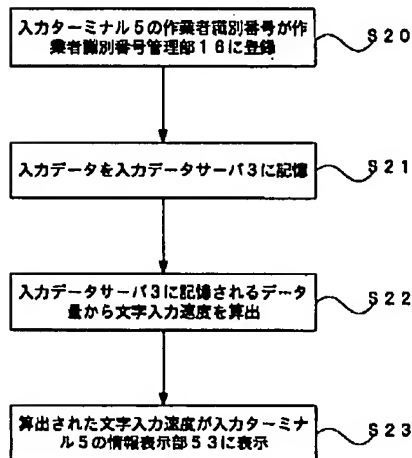 入力ターミナル5の作業者識別番号が作
業者識別番号管理部16に登録
S20
入力データを入力データサーバ3に記憶
S21
入力データサーバ3に記憶されるデータ
量から文字入力速度を算出
S22
算出された文字入力速度が入力ターミナ
ル5の情報表示部53に表示
S23